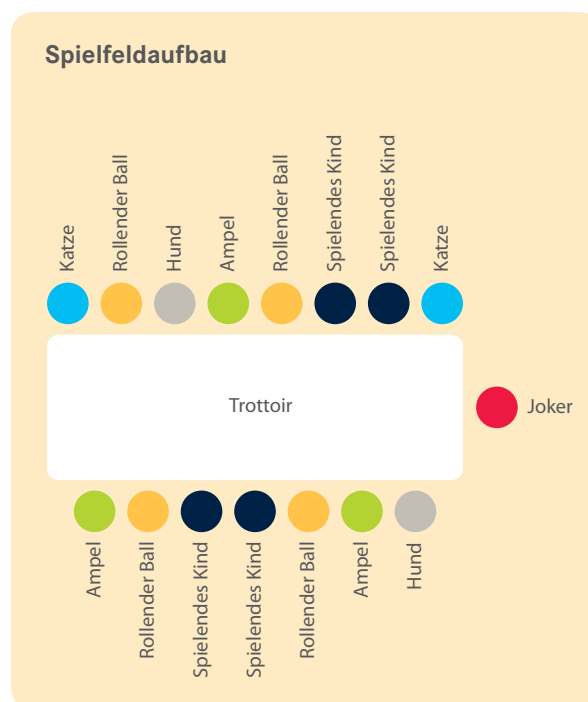 Spielfeldaufbau
Katze
Rollender Ball
Hund
Ampel
Rollender Ball
Spielendes Kind
Spielendes Kind
Katze
Trottoir
Joker
Ampel
Rollender Ball
Spielendes Kind
Spielendes Kind
Rollender Ball
Ampel
Hund